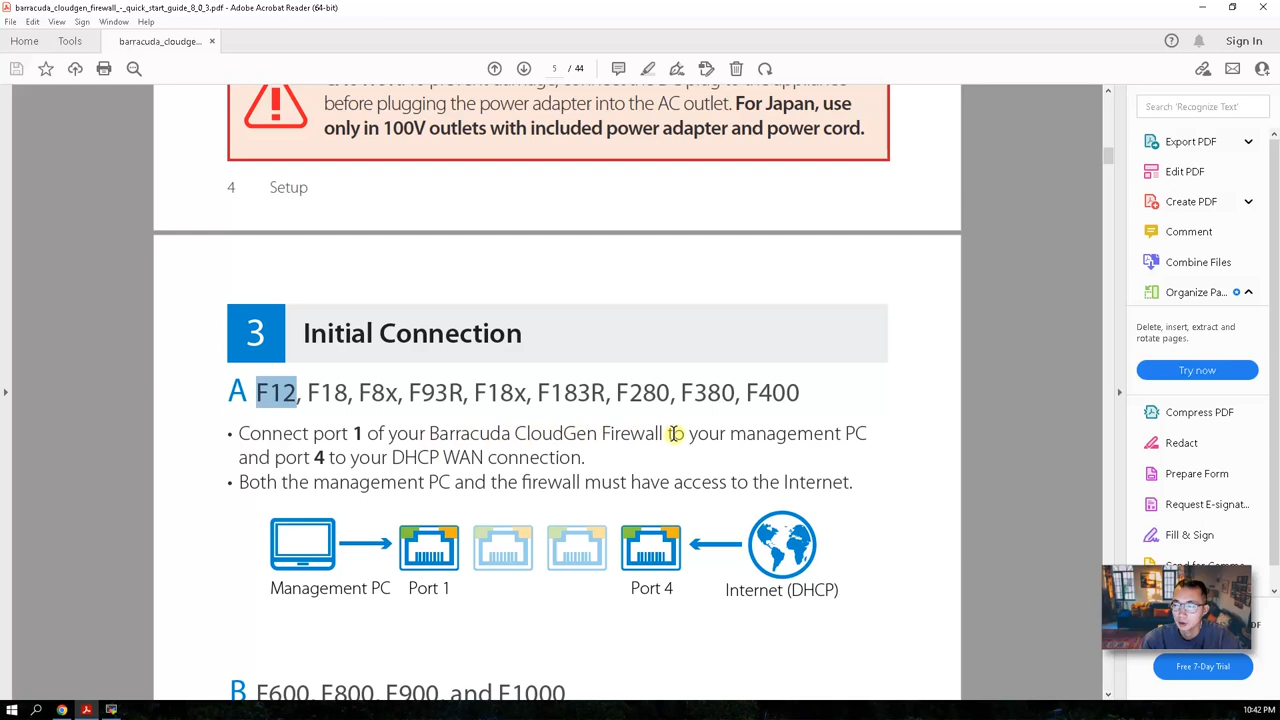 barracuda_cloudgen_firewall_-_quick_start_guide_8_0_3.pdf - Adobe Acrobat Reader (64-bit)
File Edit View Sign Window Help
Home Tools barracuda_cloudge... Sign In
5 / 44
before plugging the power adapter into the AC outlet. For Japan, use
only in 100V outlets with included power adapter and power cord.
4 Setup
3 Initial Connection
A F12, F18, F8x, F93R, F18x, F183R, F280, F380, F400
• Connect port 1 of your Barracuda CloudGen Firewall to your management PC
and port 4 to your DHCP WAN connection.
• Both the management PC and the firewall must have access to the Internet.
Management PC Port 1 Port 4 Internet (DHCP)
B F600, F800, F900, and F1000
Search 'Recognize Text'
Export PDF
Edit PDF
Create PDF
Comment
Combine Files
Organize Pa...
Delete, insert, extract and
rotate pages.
Try now
Compress PDF
Redact
Prepare Form
Request E-signat...
Fill & Sign
Free 7-Day Trial
10:42 PM